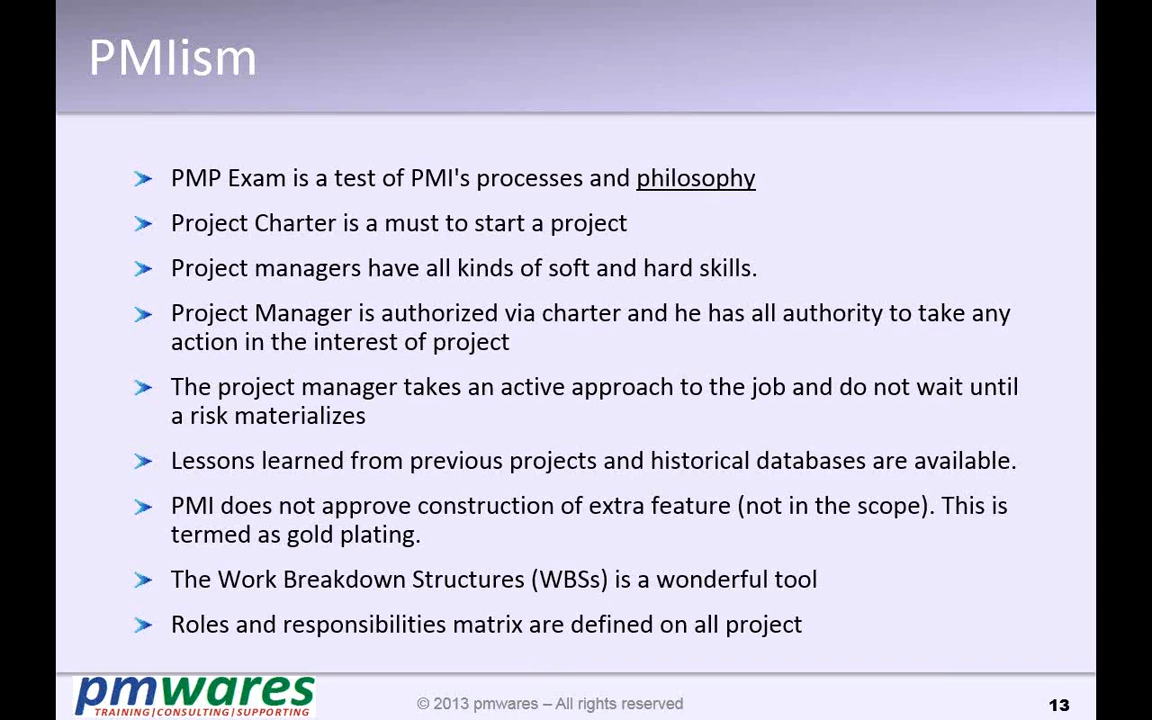 PMIism
PMP Exam is a test of PMI's processes and philosophy
Project Charter is a must to start a project
Project managers have all kinds of soft and hard skills.
Project Manager is authorized via charter and he has all authority to take any
action in the interest of project
The project manager takes an active approach to the job and do not wait until
a risk materializes
Lessons learned from previous projects and historical databases are available.
PMI does not approve construction of extra feature (not in the scope). This is
termed as gold plating.
The Work Breakdown Structures (WBSs) is a wonderful tool
Roles and responsibilities matrix are defined on all project
pmwares
TRAINING|CONSULTING|SUPPORTING
© 2013 pmwares – All rights reserved
13